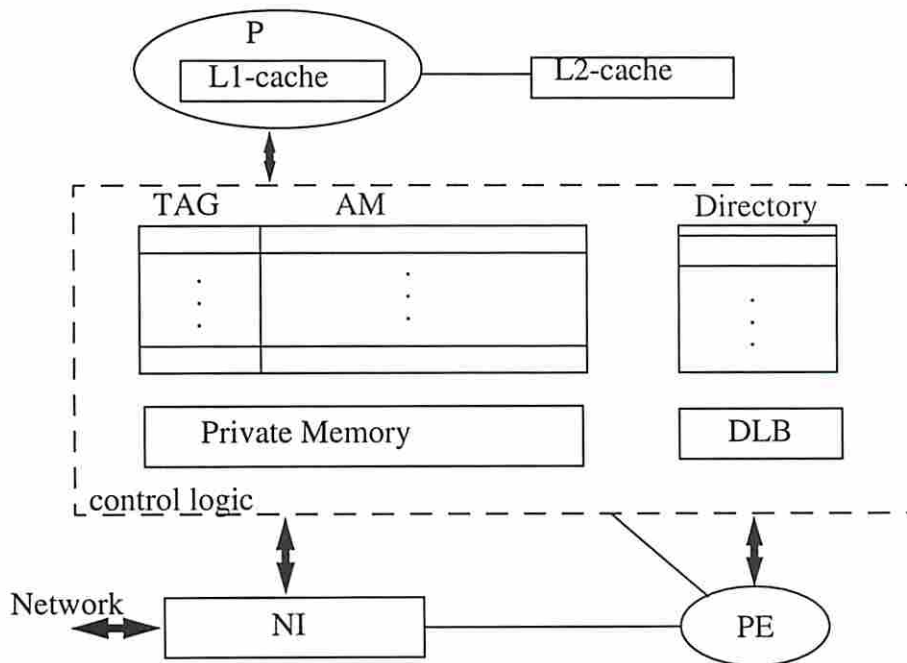 P
L1-cache
L2-cache
TAG
AM
Directory
Private Memory
DLB
control logic
Network
NI
PE